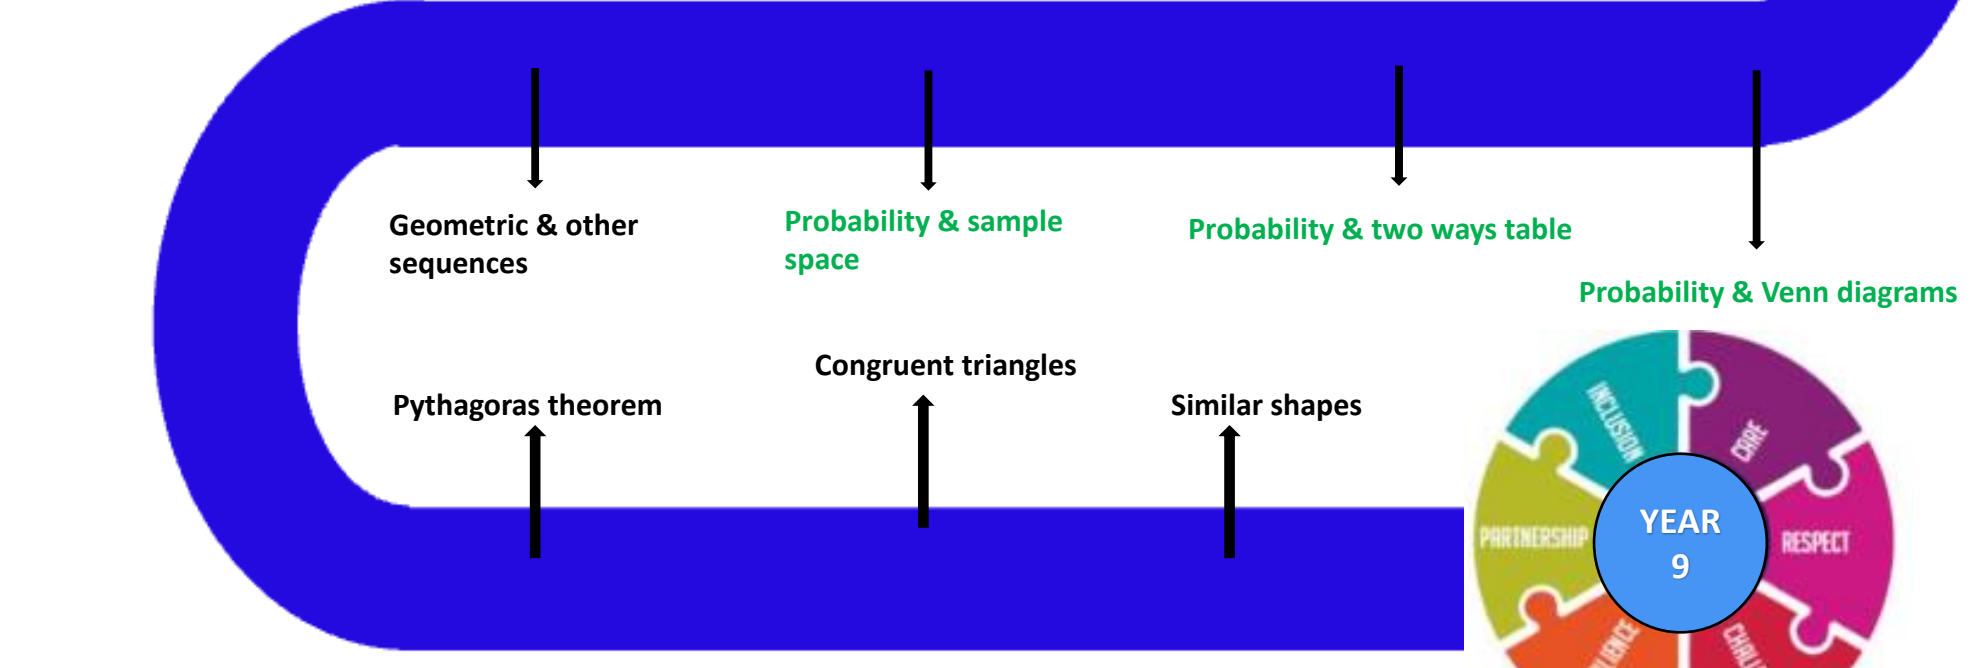 Geometric & other
sequences
Probability & sample
space
Probability & two ways table
Probability & Venn diagrams
Congruent triangles
Pythagoras theorem
Similar shapes
INCLUSION
CARE
PARTNERSHIP
YEAR
9
RESPECT